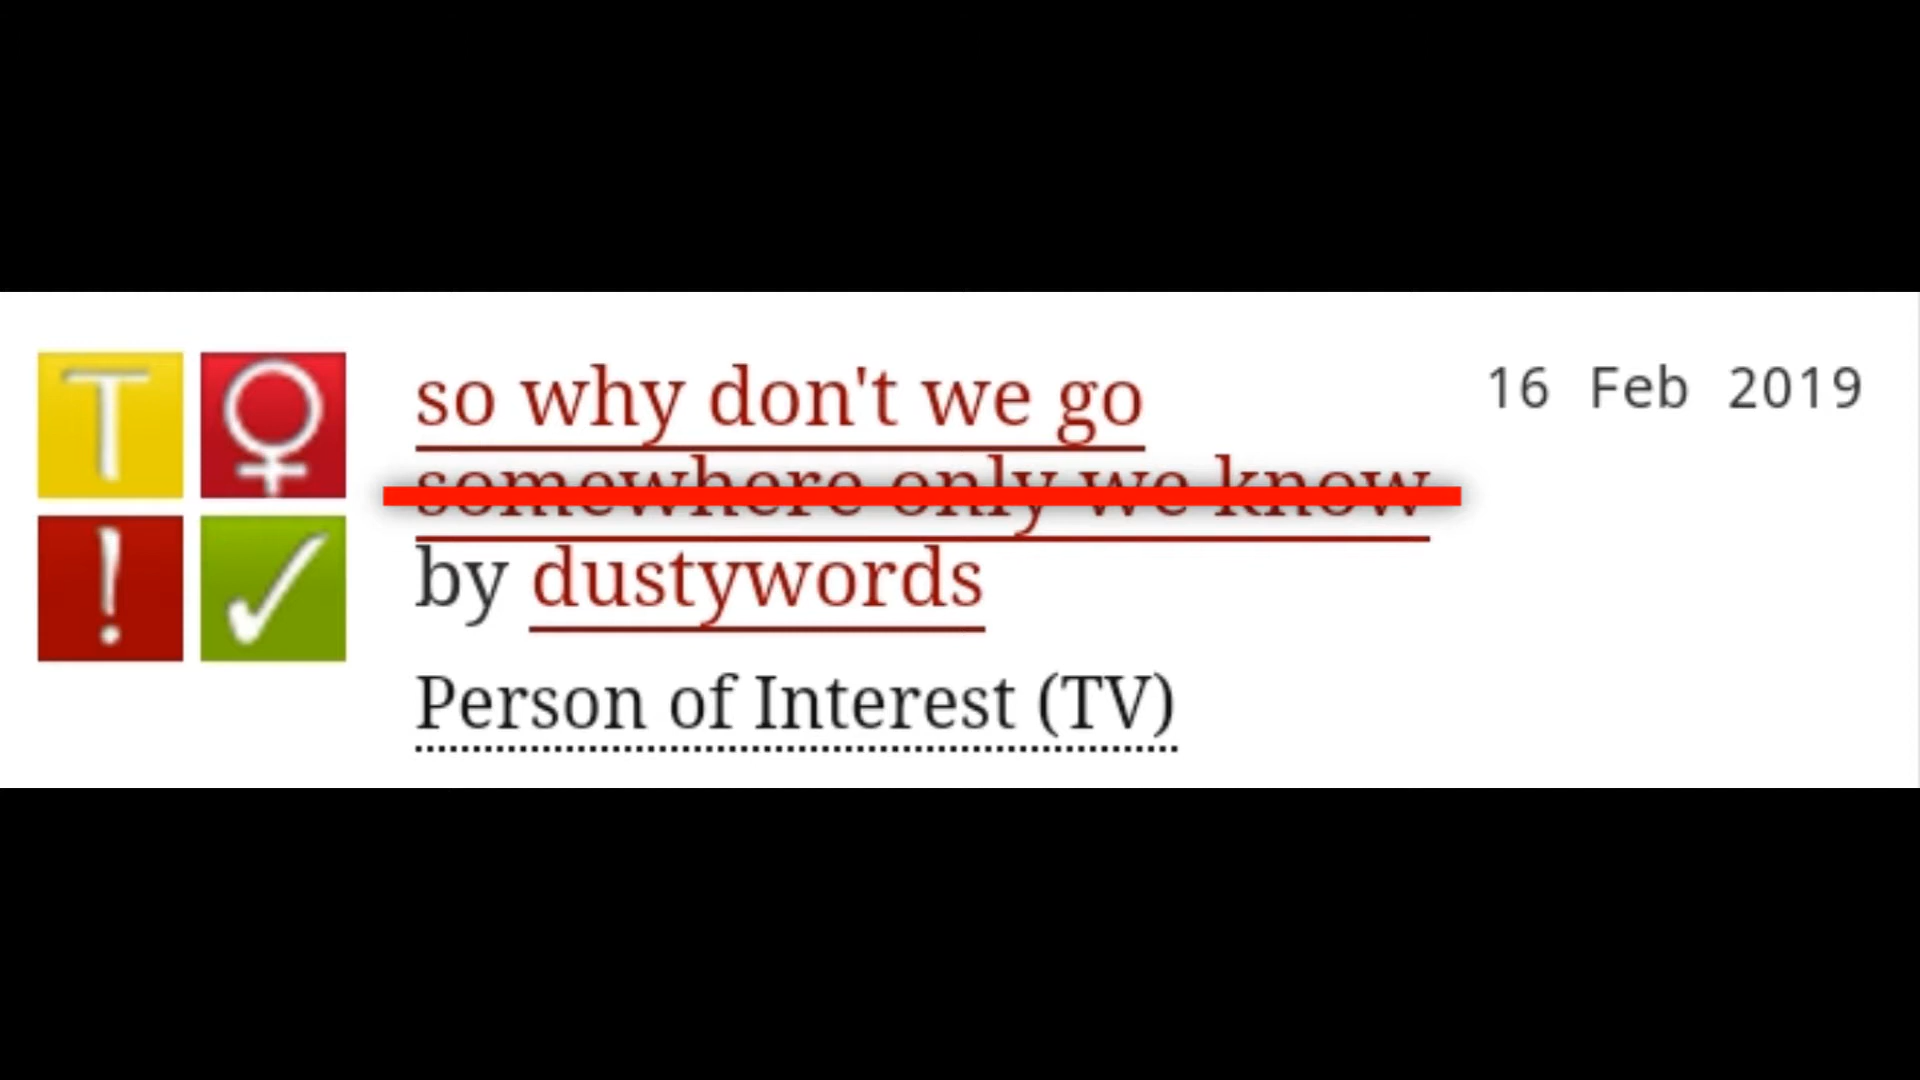 so why don't we go
somewhere only we know
by dustywords
Person of Interest (TV)
16 Feb 2019
T
!